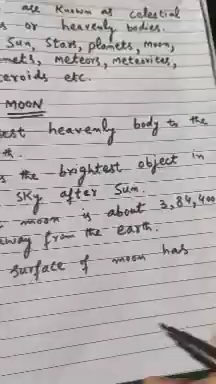 are known as celestial
or heavenly bodies.
Sun, Stars, planets, moon,
meteors, meteorites,
etc.
MOON
heavenly body to the
the brightest object in
sky after Sun.
moon is about 3,84,400
from the earth.
surface of moon has